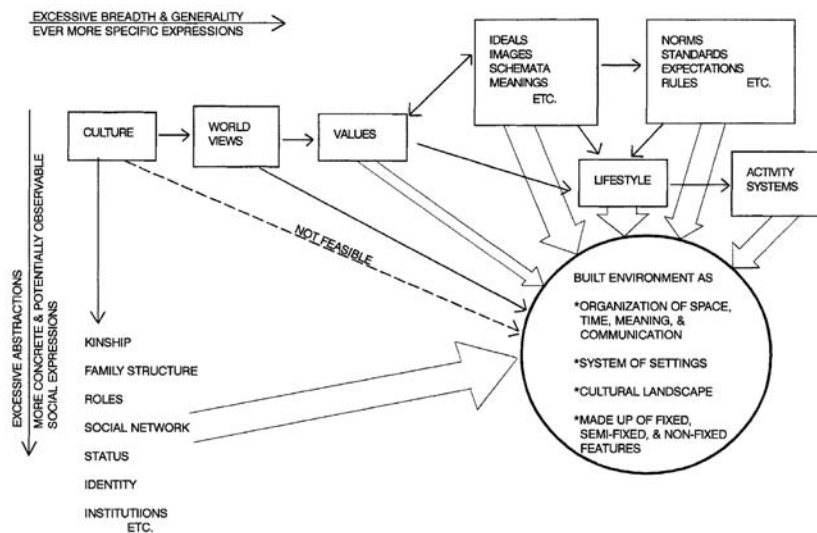 EXCESSIVE BREADTH & GENERALITY
EVER MORE SPECIFIC EXPRESSIONS
IDEALS
IMAGES
SCHEMATA
MEANINGS
ETC.
NORMS
STANDARDS
EXPECTATIONS
RULES ETC.
CULTURE
WORLD
VIEWS
VALUES
LIFESTYLE
ACTIVITY
SYSTEMS
NOT FEASIBLE
EXCESSIVE ABSTRACTIONS
MORE CONCRETE & POTENTIALLY OBSERVABLE
SOCIAL EXPRESSIONS
KINSHIP
FAMILY STRUCTURE
ROLES
SOCIAL NETWORK
STATUS
IDENTITY
INSTITUTIIONS
ETC.
BUILT ENVIRONMENT AS
*ORGANIZATION OF SPACE,
TIME, MEANING, &
COMMUNICATION
*SYSTEM OF SETTINGS
*CULTURAL LANDSCAPE
*MADE UP OF FIXED,
SEMI-FIXED, & NON-FIXED
FEATURES